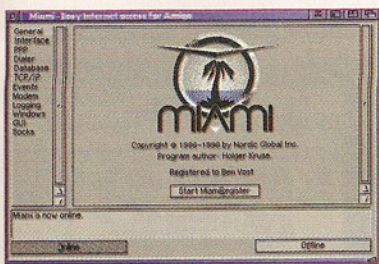 Miami - Easy Internet access for Amiga
General
Interface
PPP
Dialer
Database
TCP/IP
Events
Modem
Logging
Windows
GUI
Socks
MIAMI
Copyright © 1996-1998 by Nordic Global Inc.
Program author: Holger Kruse.
Registered to Ben Vost
Start MiamiRegister
Miami is now online.
Online
Offline